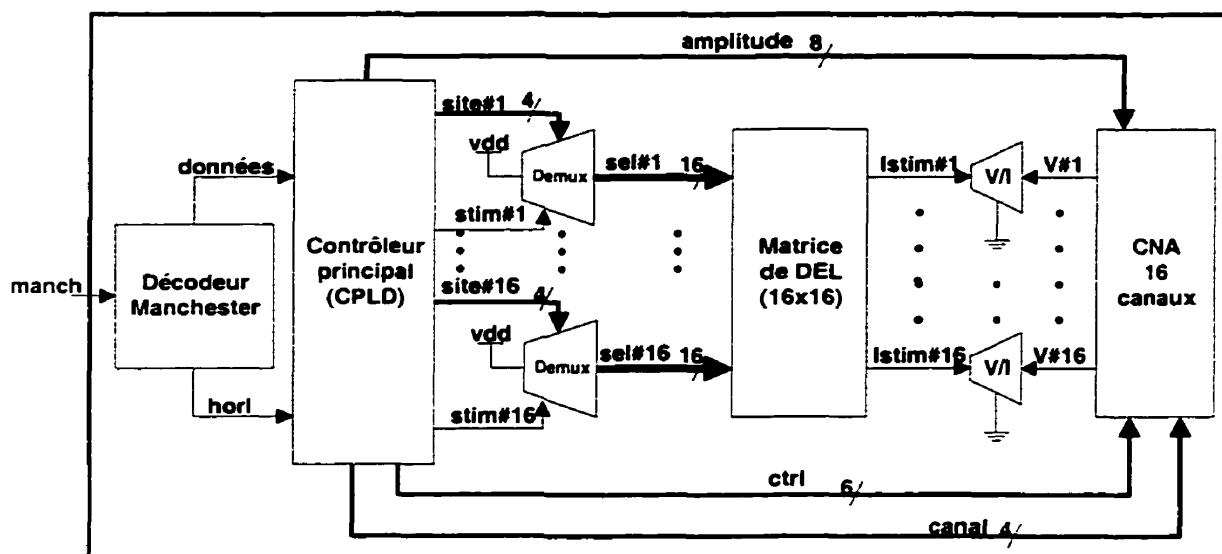 amplitude 8
site#1 4
vdd
Demux
sel#1 16
stim#1
données
Décodeur
Manchester
manch
horl
Contrôleur
principal
(CPLD)
site#16 4
vdd
Demux
sel#16 16
stim#16
Matrice
de DEL
(16x16)
Istim#1
V/I
V#1
Istim#16
V/I
V#16
CNA
16
canaux
ctrl 6
canal 4